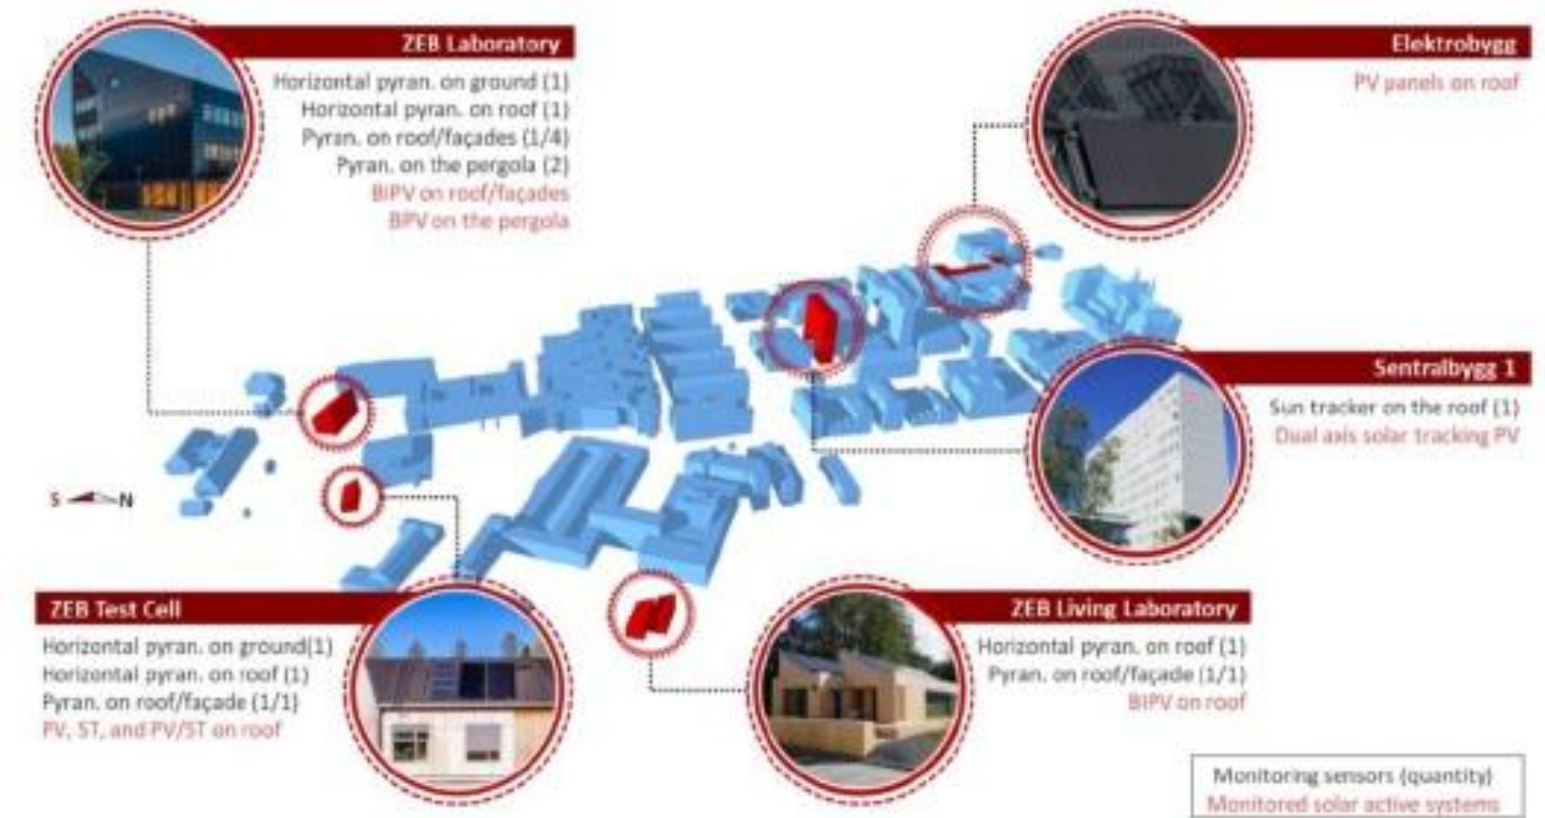 ZEB Laboratory
Horizontal pyran. on ground (1)
Horizontal pyran. on roof (1)
Pyran. on roof/façades (1/4)
Pyran. on the pergola (2)
BIPV on roof/façades
BIPV on the pergola
Elektrobygg
PV panels on roof
Sentralbygg 1
Sun tracker on the roof (1)
Dual axis solar tracking PV
S N
ZEB Test Cell
Horizontal pyran. on ground(1)
Horizontal pyran. on roof (1)
Pyran. on roof/façade (1/1)
PV, ST, and PV/ST on roof
ZEB Living Laboratory
Horizontal pyran. on roof (1)
Pyran. on roof/façade (1/1)
BIPV on roof
Monitoring sensors (quantity)
Monitored solar active systems